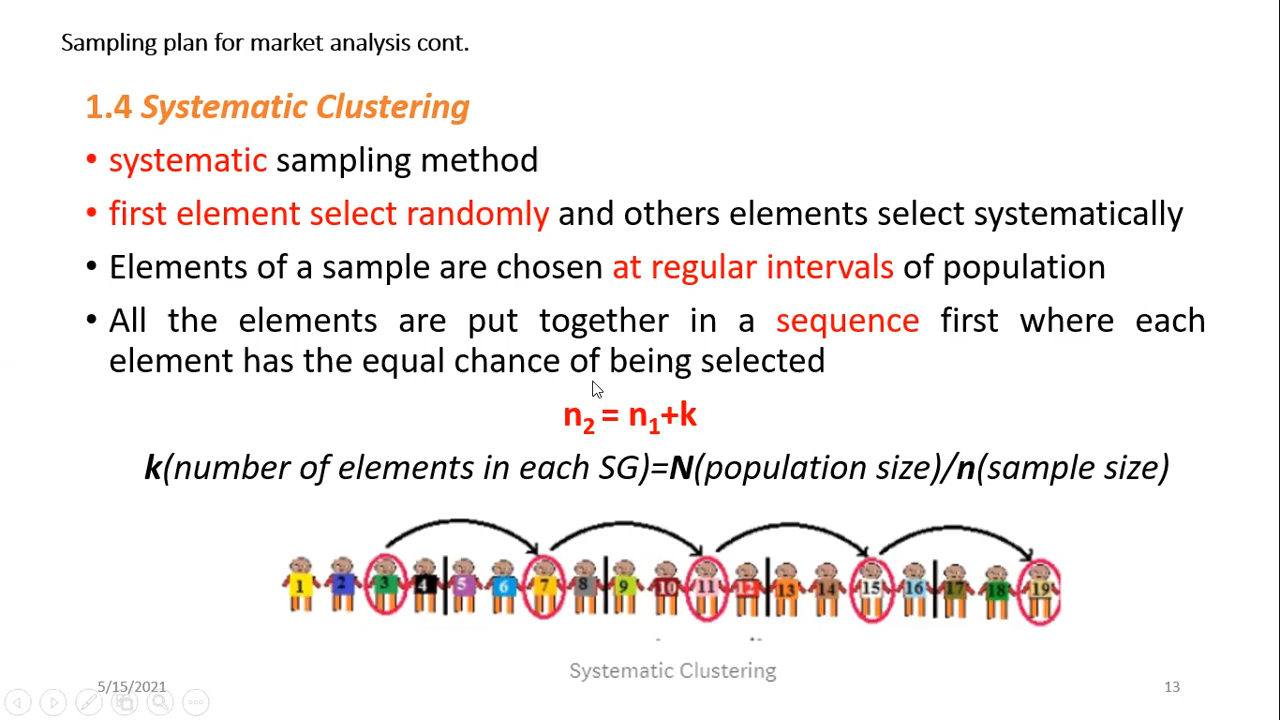 Sampling plan for market analysis cont.
1.4 Systematic Clustering
• systematic sampling method
• first element select randomly and others elements select systematically
• Elements of a sample are chosen at regular intervals of population
• All the elements are put together in a sequence first where each
element has the equal chance of being selected
n₂ = n₁+k
k(number of elements in each SG)=N(population size)/n(sample size)
1 2 3 4 5 6 7 8 9 10 11 12 13 14 15 16 17 18 19
Systematic Clustering
5/15/2021
13